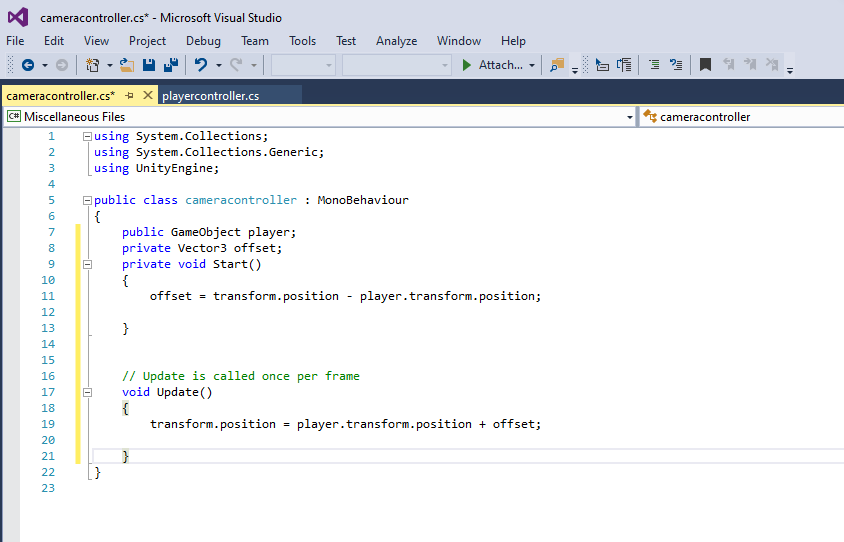 cameracontroller.cs* - Microsoft Visual Studio
File Edit View Project Debug Team Tools Test Analyze Window Help
Attach...
cameracontroller.cs* playercontroller.cs
C# Miscellaneous Files cameracontroller
1 using System.Collections;
2 using System.Collections.Generic;
3 using UnityEngine;
4
5 public class cameracontroller : MonoBehaviour
6 {
7 public GameObject player;
8 private Vector3 offset;
9 private void Start()
10 {
11 offset = transform.position - player.transform.position;
12
13 }
14
15
16 // Update is called once per frame
17 void Update()
18 {
19 transform.position = player.transform.position + offset;
20
21 }
22 }
23